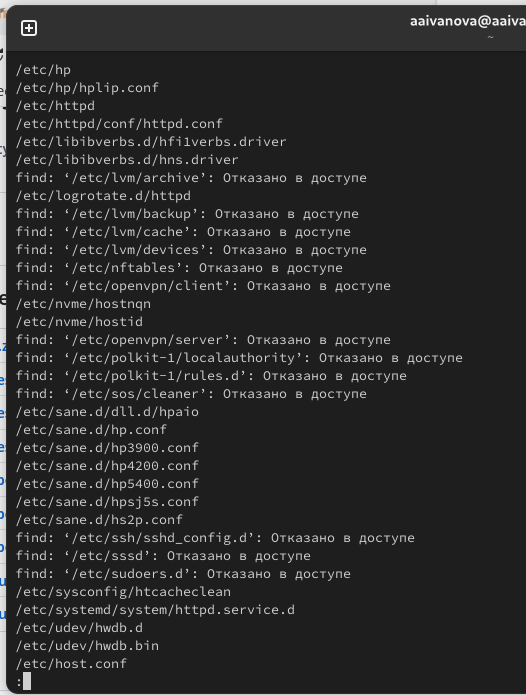 aaivanova@aaiva
~
/etc/hp
/etc/hp/hplip.conf
/etc/httpd
/etc/httpd/conf/httpd.conf
/etc/libibverbs.d/hfi1verbs.driver
/etc/libibverbs.d/hns.driver
find: ‘/etc/lvm/archive’: Отказано в доступе
/etc/logrotate.d/httpd
find: ‘/etc/lvm/backup’: Отказано в доступе
find: ‘/etc/lvm/cache’: Отказано в доступе
find: ‘/etc/lvm/devices’: Отказано в доступе
find: ‘/etc/nftables’: Отказано в доступе
find: ‘/etc/openvpn/client’: Отказано в доступе
/etc/nvme/hostnqn
/etc/nvme/hostid
find: ‘/etc/openvpn/server’: Отказано в доступе
find: ‘/etc/polkit-1/localauthority’: Отказано в доступе
find: ‘/etc/polkit-1/rules.d’: Отказано в доступе
find: ‘/etc/sos/cleaner’: Отказано в доступе
/etc/sane.d/dll.d/hpaio
/etc/sane.d/hp.conf
/etc/sane.d/hp3900.conf
/etc/sane.d/hp4200.conf
/etc/sane.d/hp5400.conf
/etc/sane.d/hpsj5s.conf
/etc/sane.d/hs2p.conf
find: ‘/etc/ssh/sshd_config.d’: Отказано в доступе
find: ‘/etc/sssd’: Отказано в доступе
find: ‘/etc/sudoers.d’: Отказано в доступе
/etc/sysconfig/htcacheclean
/etc/systemd/system/httpd.service.d
/etc/udev/hwdb.d
/etc/udev/hwdb.bin
/etc/host.conf
: